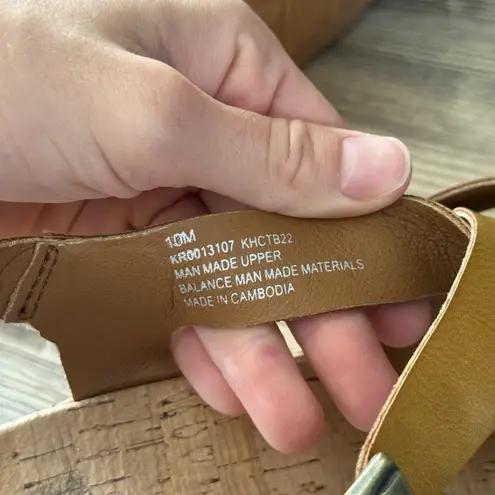 10M
KR0013107 KHCTB22
MAN MADE UPPER
BALANCE MAN MADE MATERIALS
MADE IN CAMBODIA